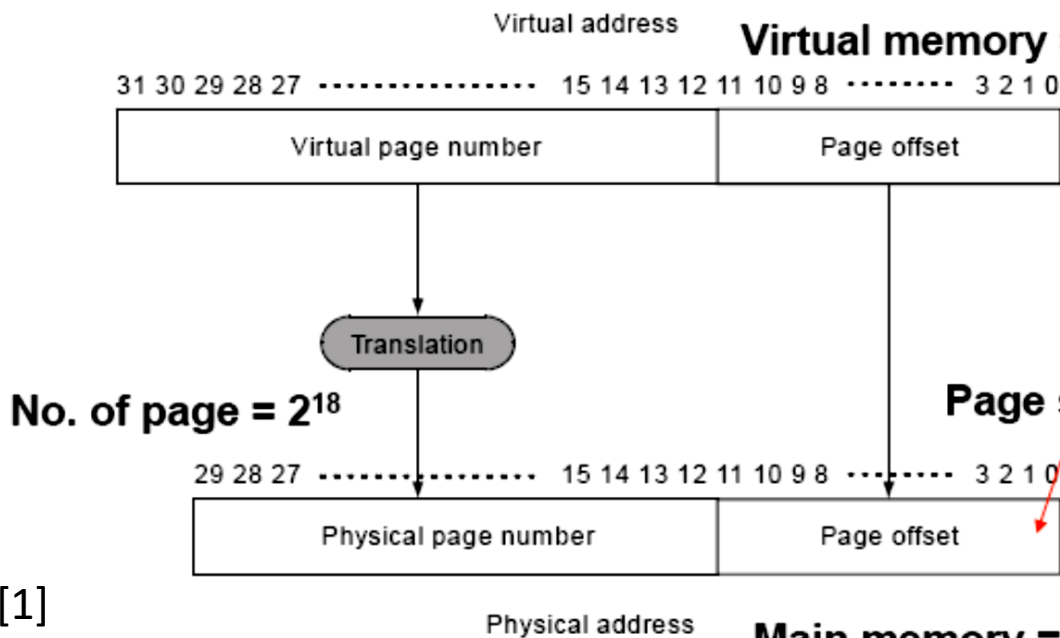 Virtual address
Virtual memory
31 30 29 28 27 ................ 15 14 13 12 11 10 9 8 ........ 3 2 1 0
Virtual page number Page offset
Translation
No. of page = 2¹⁸
Page
29 28 27 ................ 15 14 13 12 11 10 9 8 ........ 3 2 1 0
Physical page number Page offset
[1]
Physical address
Main memory =